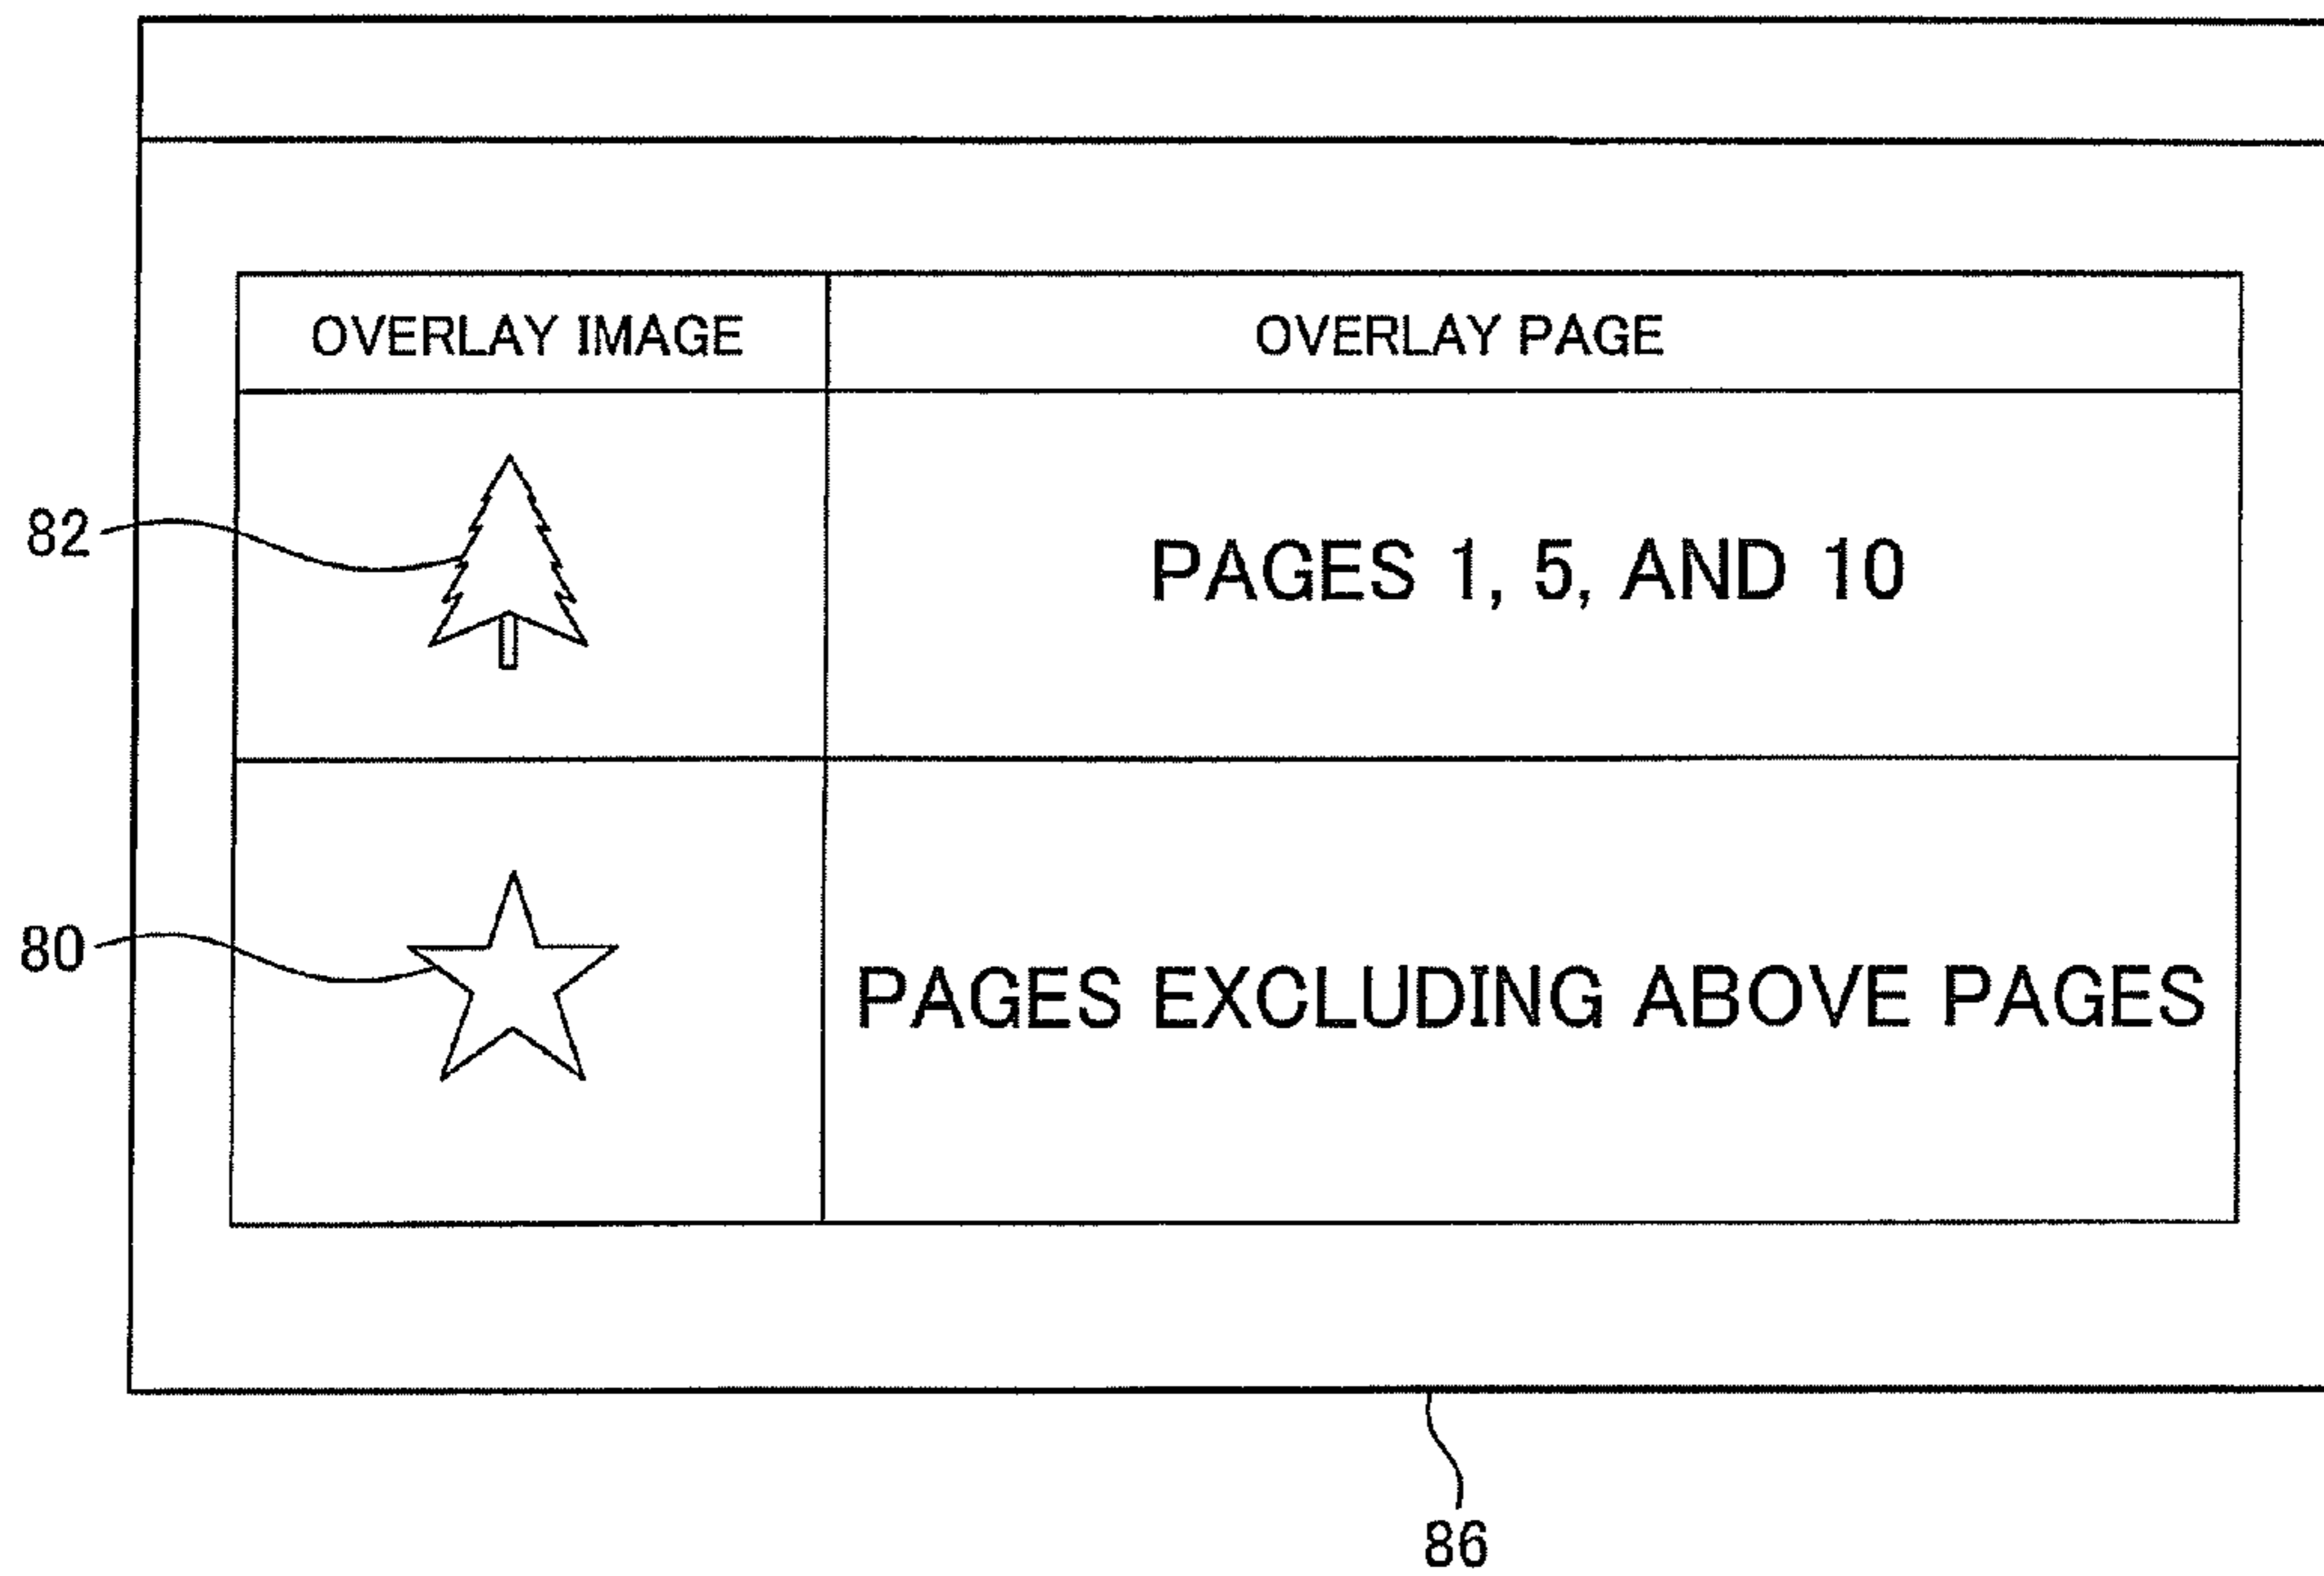 OVERLAY IMAGE OVERLAY PAGE
82 PAGES 1, 5, AND 10
80 PAGES EXCLUDING ABOVE PAGES
86